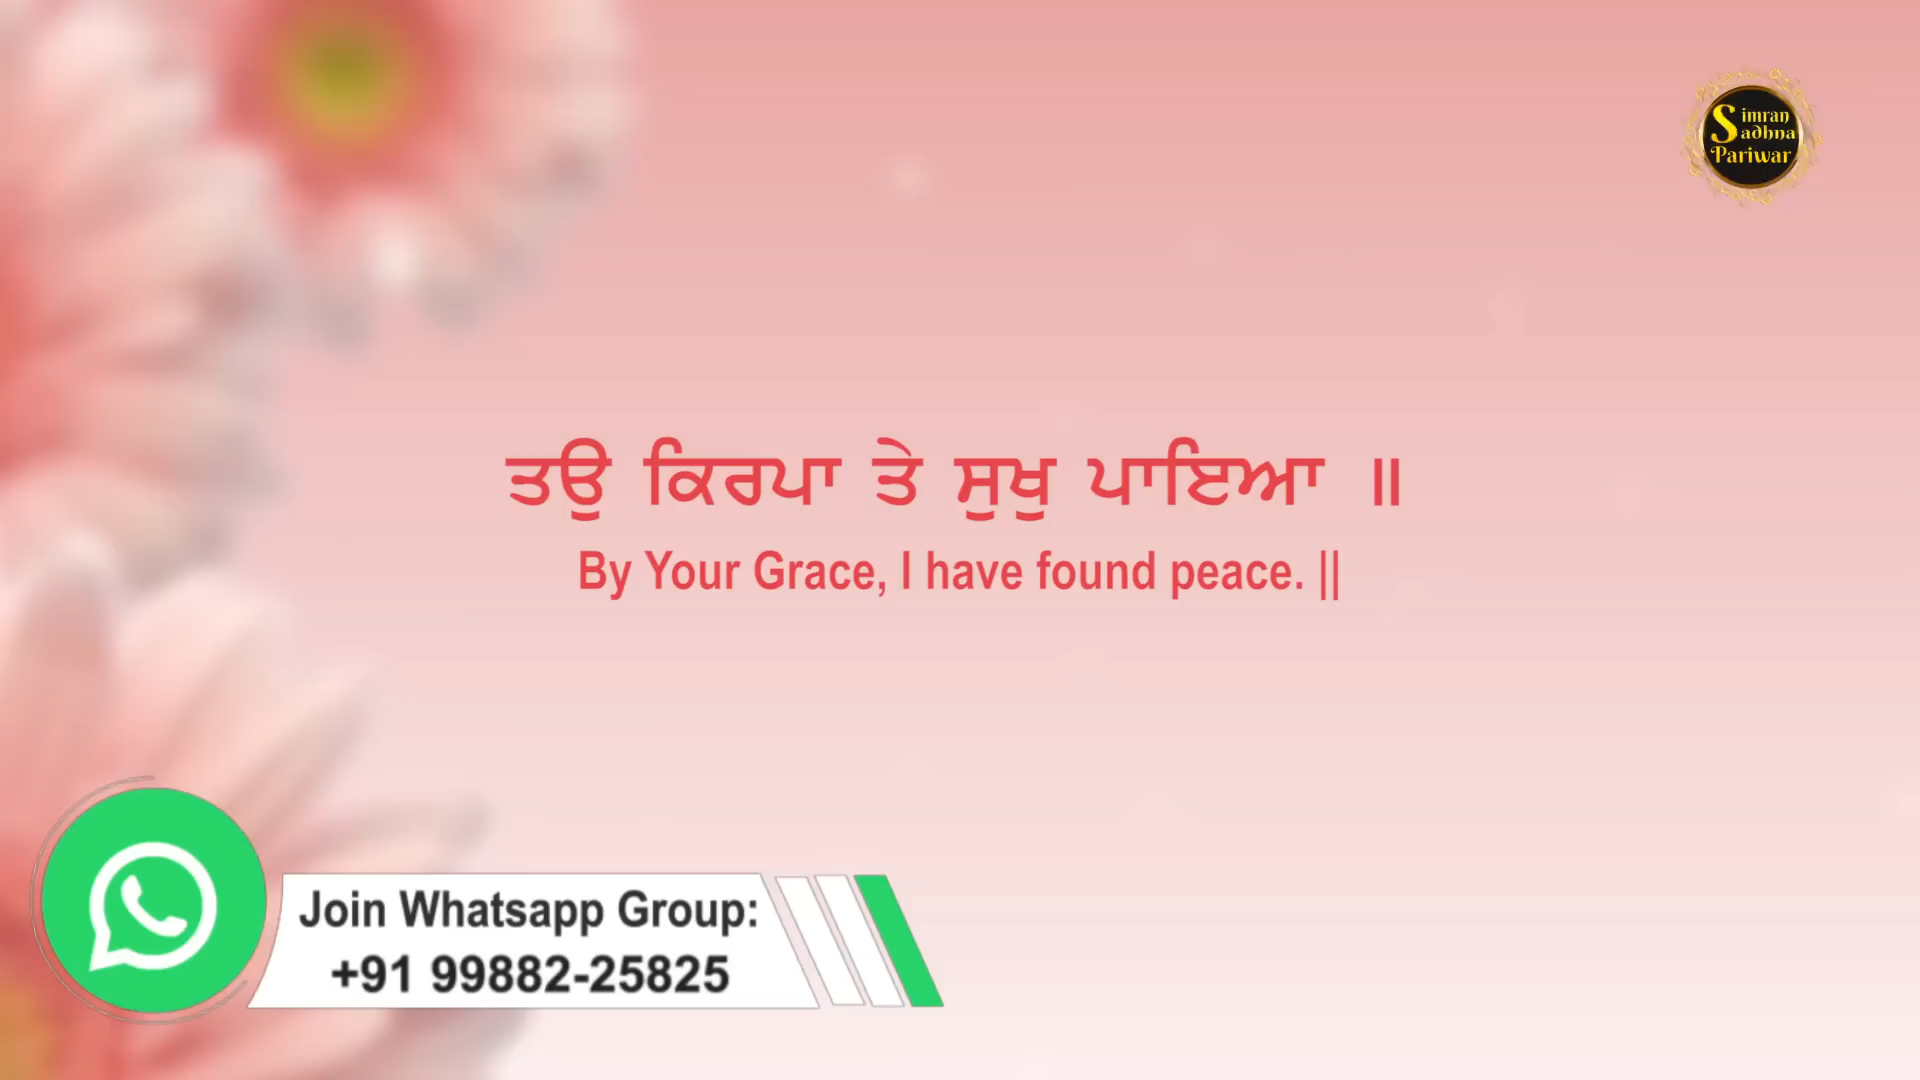 Simran
Sadhna
Pariwar
ਤਉ ਕਿਰਪਾ ਤੇ ਸੁਖੁ ਪਾਇਆ ॥
By Your Grace, I have found peace. ||
Join Whatsapp Group:
+91 99882-25825